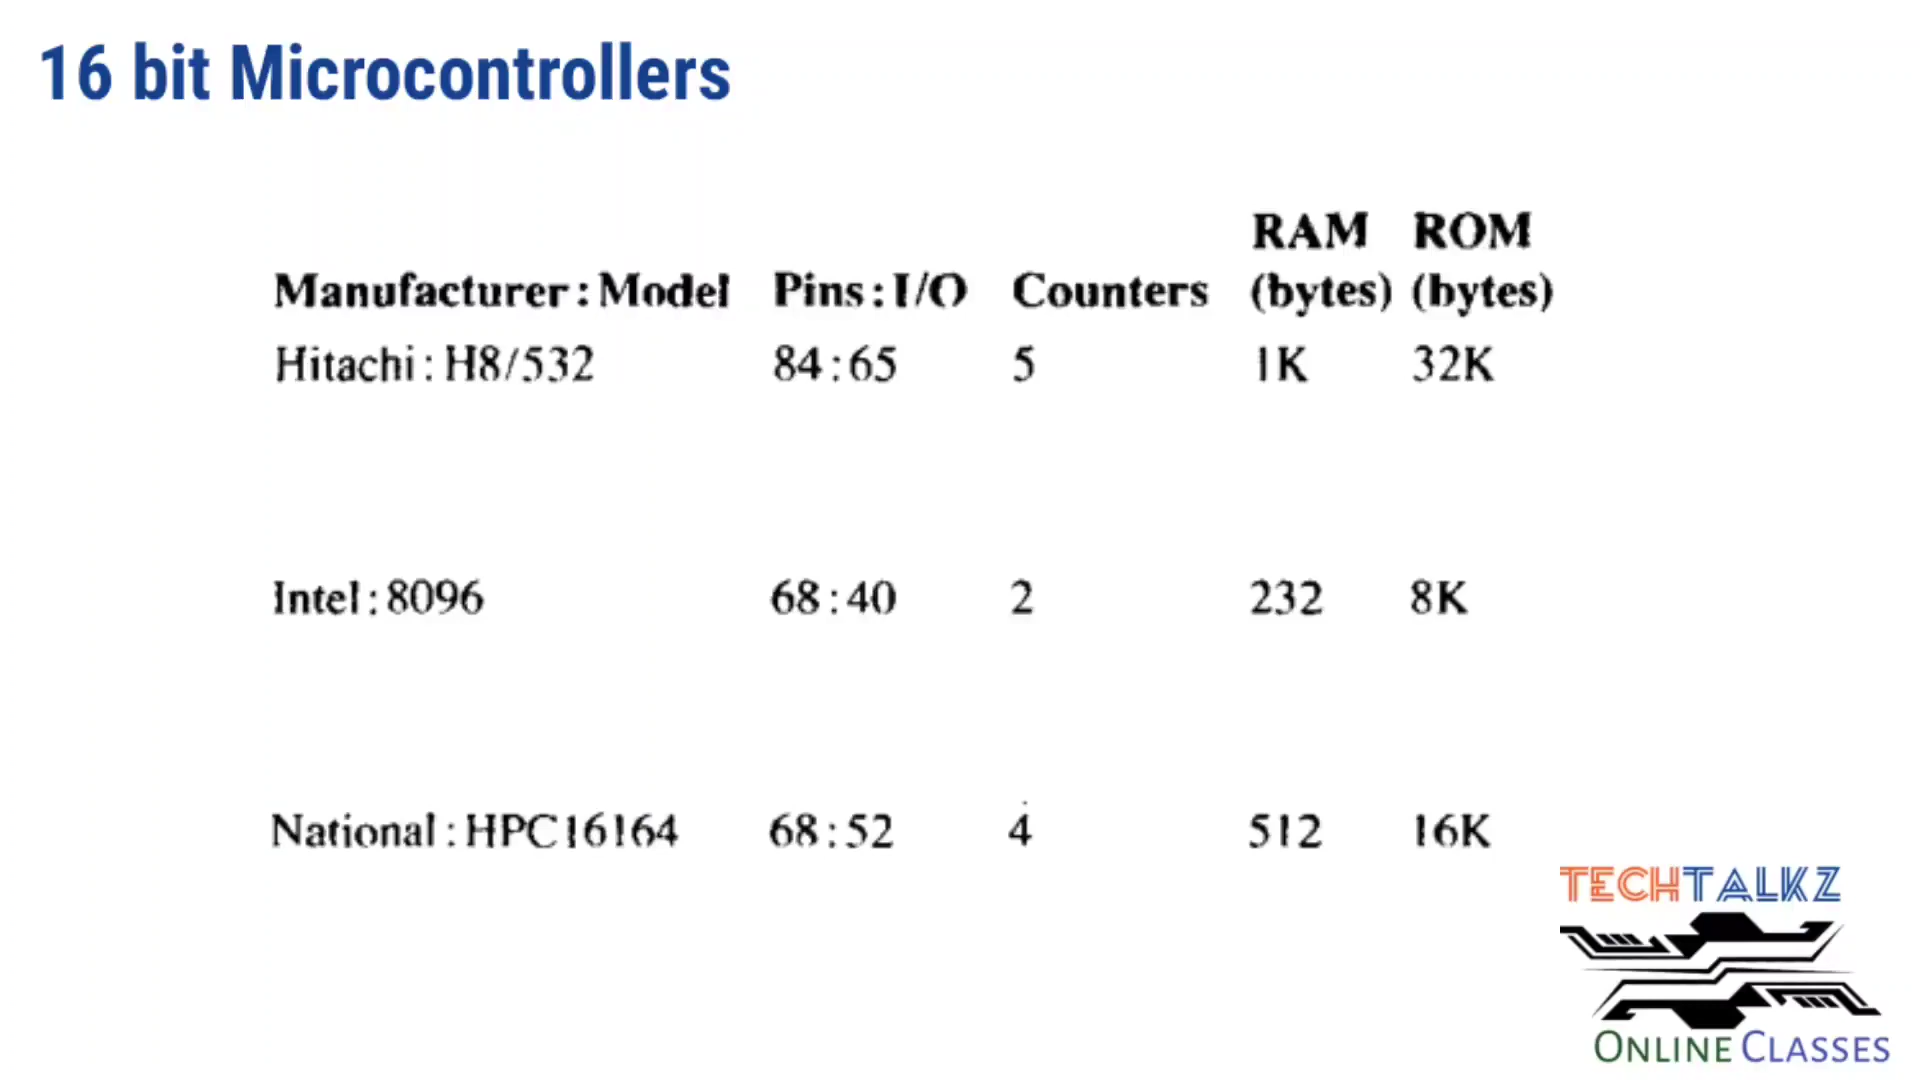 16 bit Microcontrollers
RAM ROM
Manufacturer : Model Pins : I/O Counters (bytes) (bytes)
Hitachi : H8/532 84 : 65 5 1K 32K
Intel : 8096 68 : 40 2 232 8K
National : HPC16164 68 : 52 4 512 16K
TECHTALKZ
ONLINE CLASSES